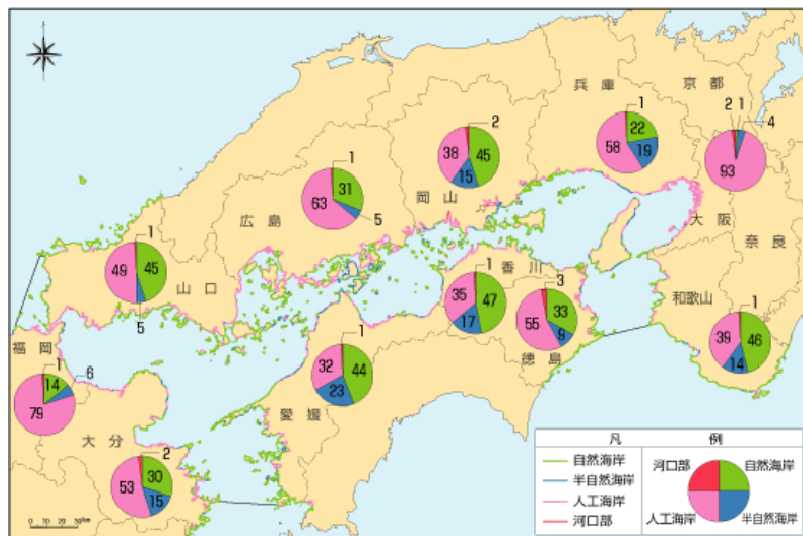 兵庫
京都
1
22
19
58
2
1
4
93
2
38
45
15
1
31
63
5
広島
岡山
大阪
奈良
1
49
45
5
山口
1
香川
35
47
17
3
33
55
9
徳島
和歌山
1
39
46
14
福岡
1
14
6
79
1
32
44
23
愛媛
大分
2
30
53
15
凡例
自然海岸
半自然海岸
人工海岸
河口部
河口部
自然海岸
人工海岸
半自然海岸
0 10 20 30km